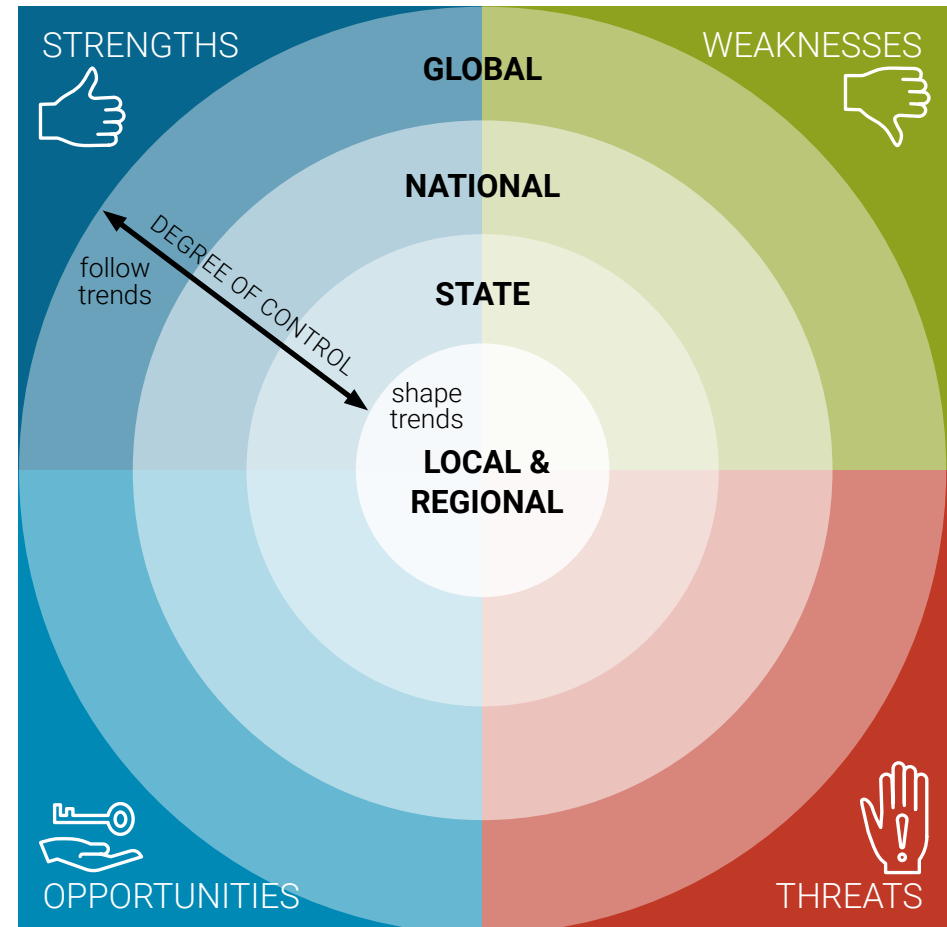 STRENGTHS
WEAKNESSES
GLOBAL
NATIONAL
DEGREE OF CONTROL
follow
trends
STATE
shape
trends
LOCAL &
REGIONAL
OPPORTUNITIES
THREATS